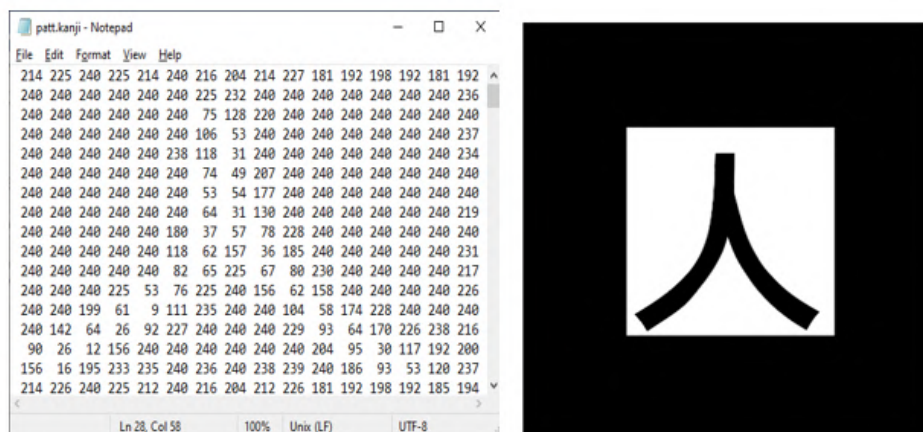 patt.kanji - Notepad
File Edit Format View Help
214 225 240 225 214 240 216 204 214 227 181 192 198 192 181 192
240 240 240 240 240 240 225 232 240 240 240 240 240 240 240 236
240 240 240 240 240 240 75 128 220 240 240 240 240 240 240 240
240 240 240 240 240 240 106 53 240 240 240 240 240 240 240 237
240 240 240 240 240 238 118 31 240 240 240 240 240 240 240 234
240 240 240 240 240 240 74 49 207 240 240 240 240 240 240 240
240 240 240 240 240 240 53 54 177 240 240 240 240 240 240 240
240 240 240 240 240 240 64 31 130 240 240 240 240 240 240 219
240 240 240 240 240 180 37 57 78 228 240 240 240 240 240 240
240 240 240 240 240 118 62 157 36 185 240 240 240 240 240 231
240 240 240 240 240 82 65 225 67 80 230 240 240 240 240 217
240 240 240 225 53 76 225 240 156 62 158 240 240 240 240 226
240 240 199 61 9 111 235 240 240 104 58 174 228 240 240 240
240 142 64 26 92 227 240 240 240 229 93 64 170 226 238 216
90 26 12 156 240 240 240 240 240 240 204 95 30 117 192 200
156 16 195 233 235 240 236 240 238 239 240 186 93 53 120 237
214 226 240 225 212 240 216 204 212 226 181 192 198 192 185 194
Ln 28, Col 58 100% Unix (LF) UTF-8
人